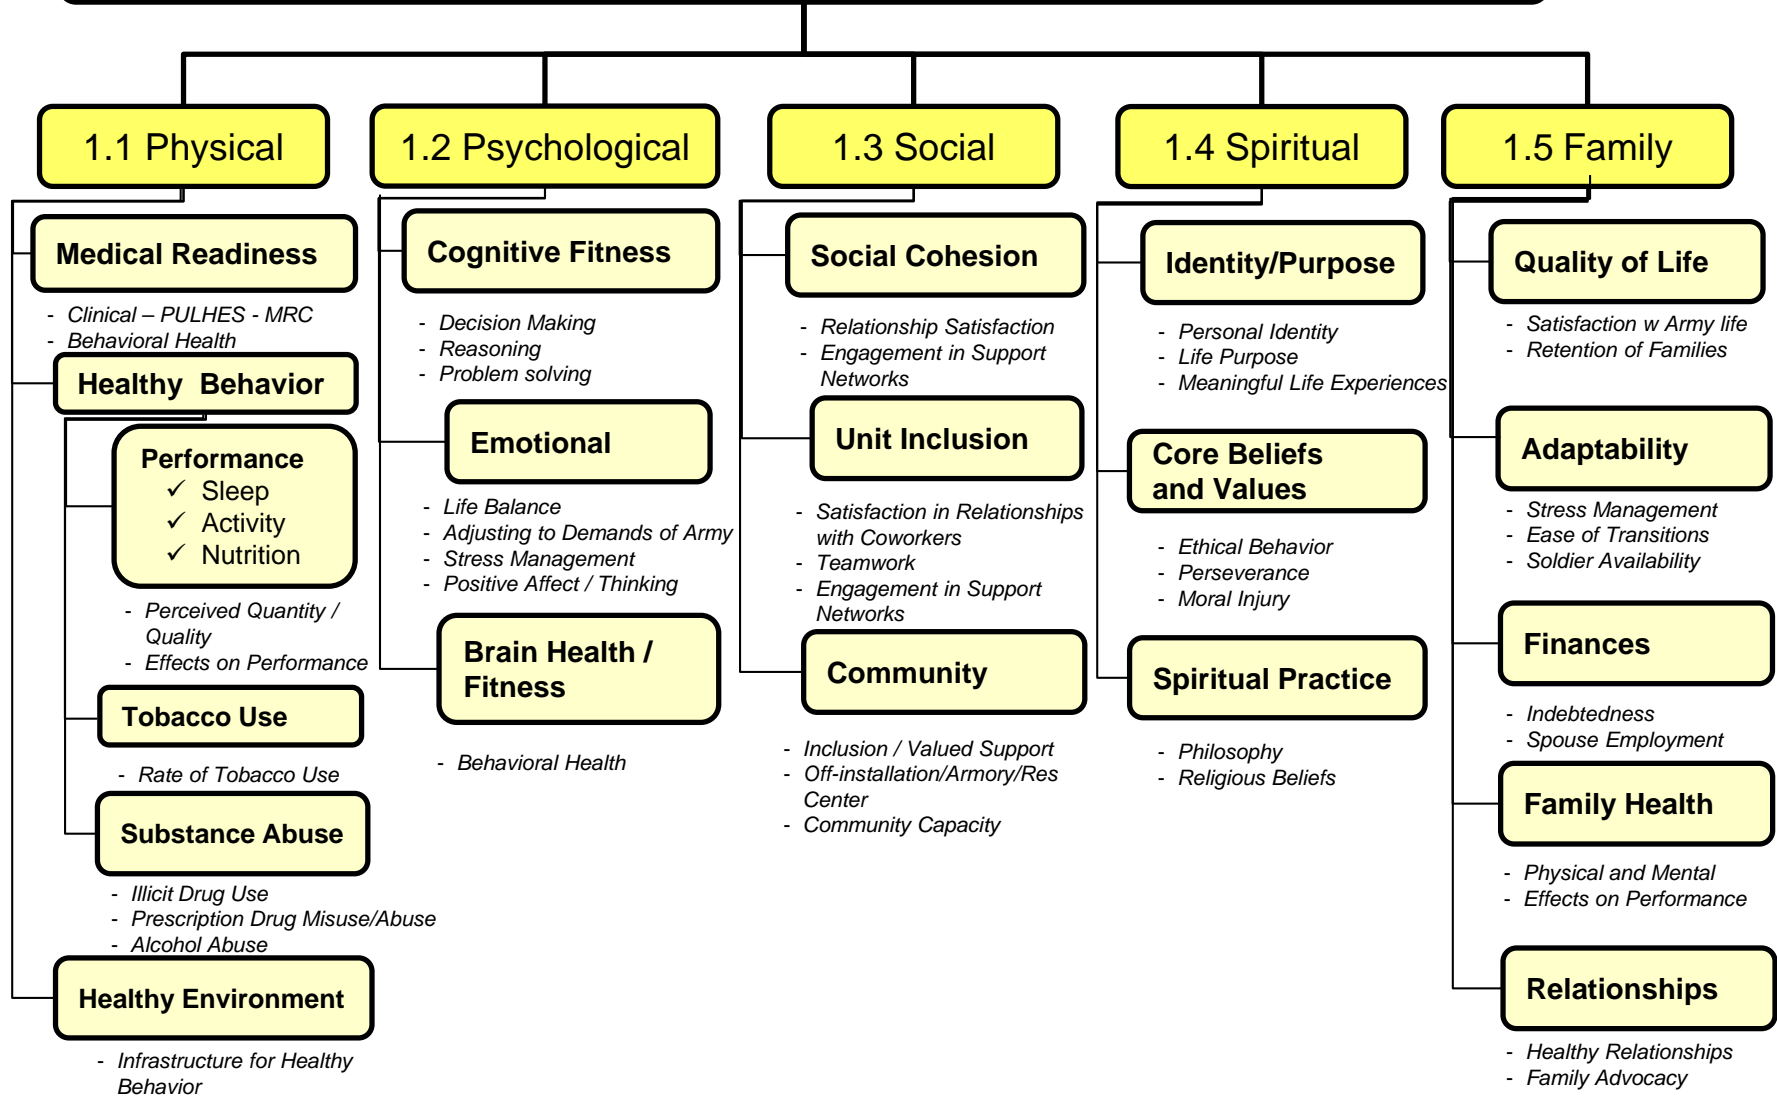 1.1 Physical
Medical Readiness
- Clinical – PULHES - MRC
- Behavioral Health
Healthy Behavior
Performance
✓ Sleep
✓ Activity
✓ Nutrition
- Perceived Quantity /
Quality
- Effects on Performance
Tobacco Use
- Rate of Tobacco Use
Substance Abuse
- Illicit Drug Use
- Prescription Drug Misuse/Abuse
- Alcohol Abuse
Healthy Environment
- Infrastructure for Healthy
Behavior
1.2 Psychological
Cognitive Fitness
- Decision Making
- Reasoning
- Problem solving
Emotional
- Life Balance
- Adjusting to Demands of Army
- Stress Management
- Positive Affect / Thinking
Brain Health /
Fitness
- Behavioral Health
1.3 Social
Social Cohesion
- Relationship Satisfaction
- Engagement in Support
Networks
Unit Inclusion
- Satisfaction in Relationships
with Coworkers
- Teamwork
- Engagement in Support
Networks
Community
- Inclusion / Valued Support
- Off-installation/Armory/Res
Center
- Community Capacity
1.4 Spiritual
Identity/Purpose
- Personal Identity
- Life Purpose
- Meaningful Life Experiences
Core Beliefs
and Values
- Ethical Behavior
- Perseverance
- Moral Injury
Spiritual Practice
- Philosophy
- Religious Beliefs
1.5 Family
Quality of Life
- Satisfaction w Army life
- Retention of Families
Adaptability
- Stress Management
- Ease of Transitions
- Soldier Availability
Finances
- Indebtedness
- Spouse Employment
Family Health
- Physical and Mental
- Effects on Performance
Relationships
- Healthy Relationships
- Family Advocacy